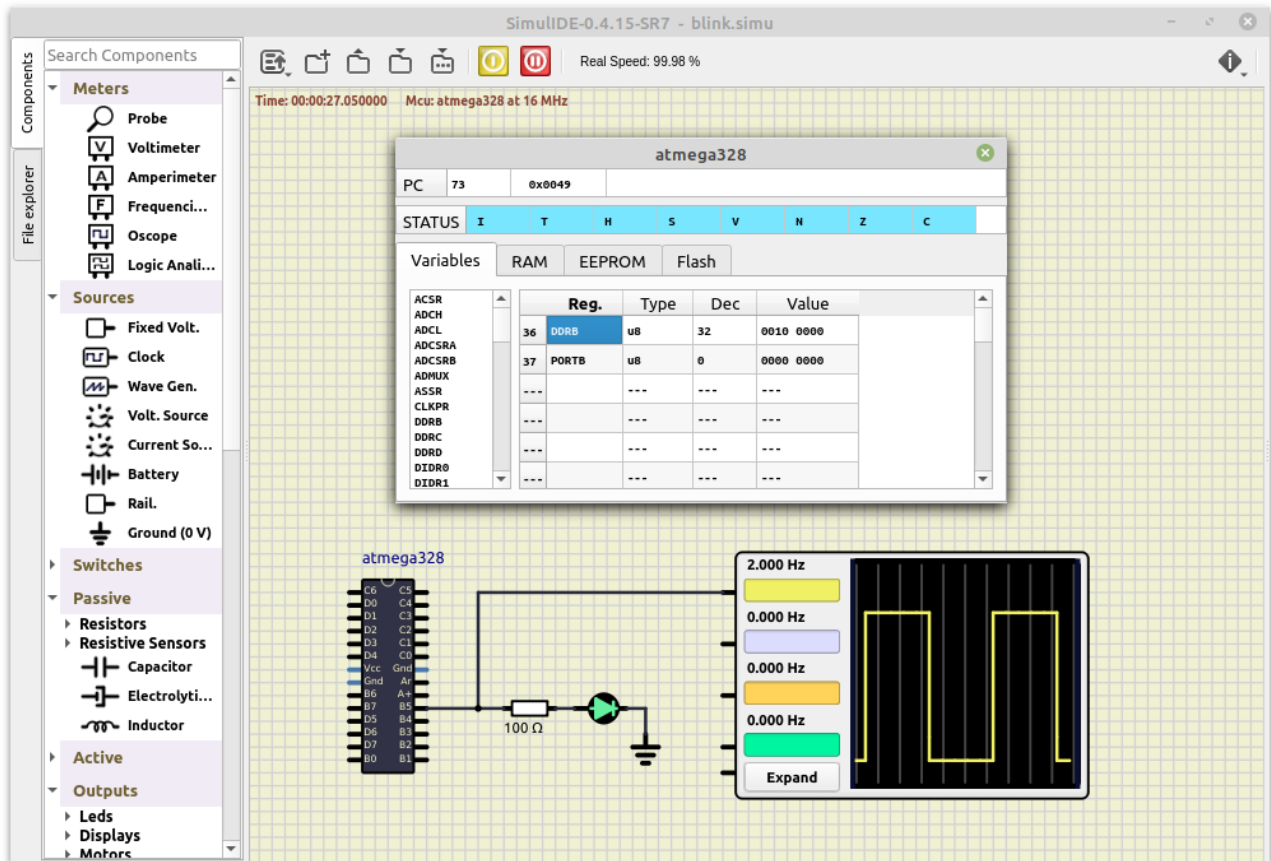 SimulIDE-0.4.15-SR7 - blink.simu
Components
File explorer
Search Components
Meters
Probe
Voltimeter
Amperimeter
Frequenci...
Oscope
Logic Anali...
Sources
Fixed Volt.
Clock
Wave Gen.
Volt. Source
Current So...
Battery
Rail.
Ground (0 V)
Switches
Passive
Resistors
Resistive Sensors
Capacitor
Electrolyti...
Inductor
Active
Outputs
Leds
Displays
Motors
Real Speed: 99.98 %
Time: 00:00:27.050000 Mcu: atmega328 at 16 MHz
atmega328
PC 73 0x0049
STATUS I T H S V N Z C
Variables RAM EEPROM Flash
ACSR
ADCH
ADCL
ADCSRA
ADCSRB
ADMUX
ASSR
CLKPR
DDRB
DDRC
DDRD
DIDR0
DIDR1
Reg. Type Dec Value
36 DDRB u8 32 0010 0000
37 PORTB u8 0 0000 0000
--- --- --- ---
--- --- --- ---
--- --- --- ---
--- --- --- ---
atmega328
C6 C5
D0 C4
D1 C3
D2 C2
D3 C1
D4 C0
Vcc Gnd
Gnd Ar
B6 A+
B7 B5
D5 B4
D6 B3
D7 B2
B0 B1
100 Ω
A
V
F
2.000 Hz
0.000 Hz
0.000 Hz
0.000 Hz
Expand